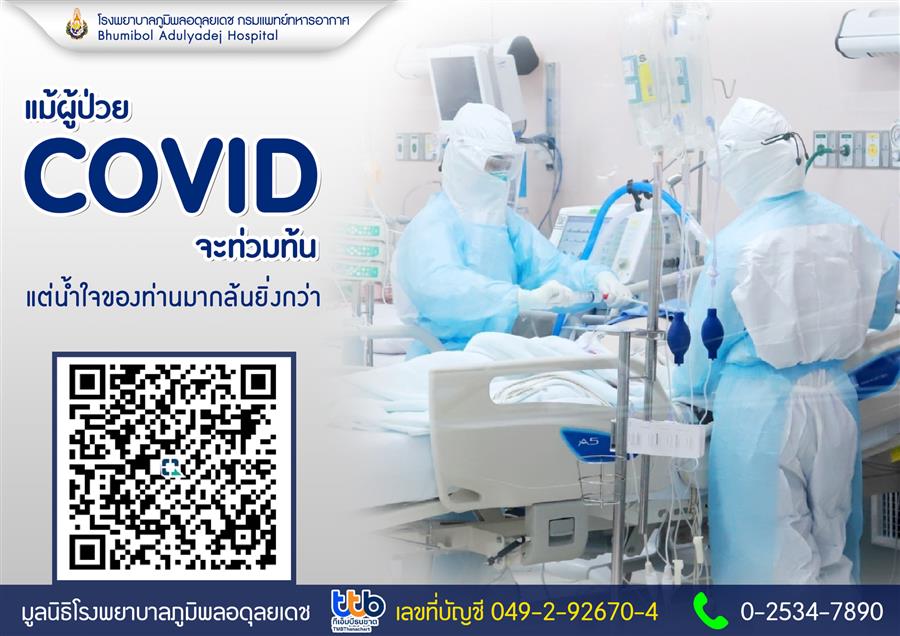 โรงพยาบาลภูมิพลอดุลยเดช กรมแพทย์ทหารอากาศ
Bhumibol Adulyadej Hospital
แม้ผู้ป่วย
COVID
จะท่วมท้น
แต่น้ำใจของท่านมากล้นยิ่งกว่า
A5
มูลนิธิโรงพยาบาลภูมิพลอดุลยเดช ttb ทีเอ็มบีธนชาต TMBThanachart เลขที่บัญชี 049-2-92670-4 0-2534-7890